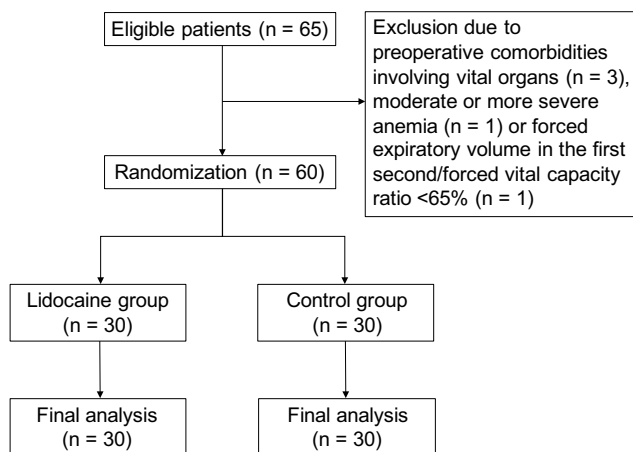 Eligible patients (n = 65)
Exclusion due to
preoperative comorbidities
involving vital organs (n = 3),
moderate or more severe
anemia (n = 1) or forced
expiratory volume in the first
second/forced vital capacity
ratio <65% (n = 1)
Randomization (n = 60)
Lidocaine group
(n = 30)
Control group
(n = 30)
Final analysis
(n = 30)
Final analysis
(n = 30)